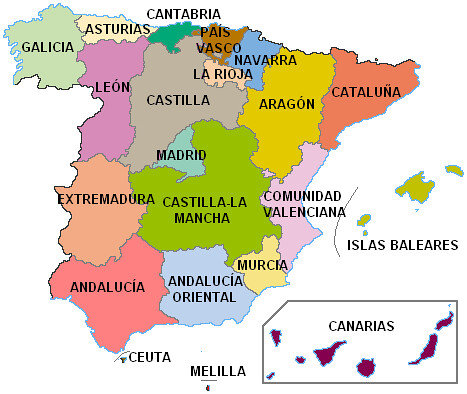 CANTABRIA
ASTURIAS
PAÍS
VASCO
GALICIA
NAVARRA
LA RIOJA
LEÓN
CASTILLA
ARAGÓN
CATALUÑA
MADRID
EXTREMADURA
CASTILLA-LA
MANCHA
COMUNIDAD
VALENCIANA
ISLAS BALEARES
MURCIA
ANDALUCÍA
ANDALUCÍA
ORIENTAL
CANARIAS
CEUTA
MELILLA